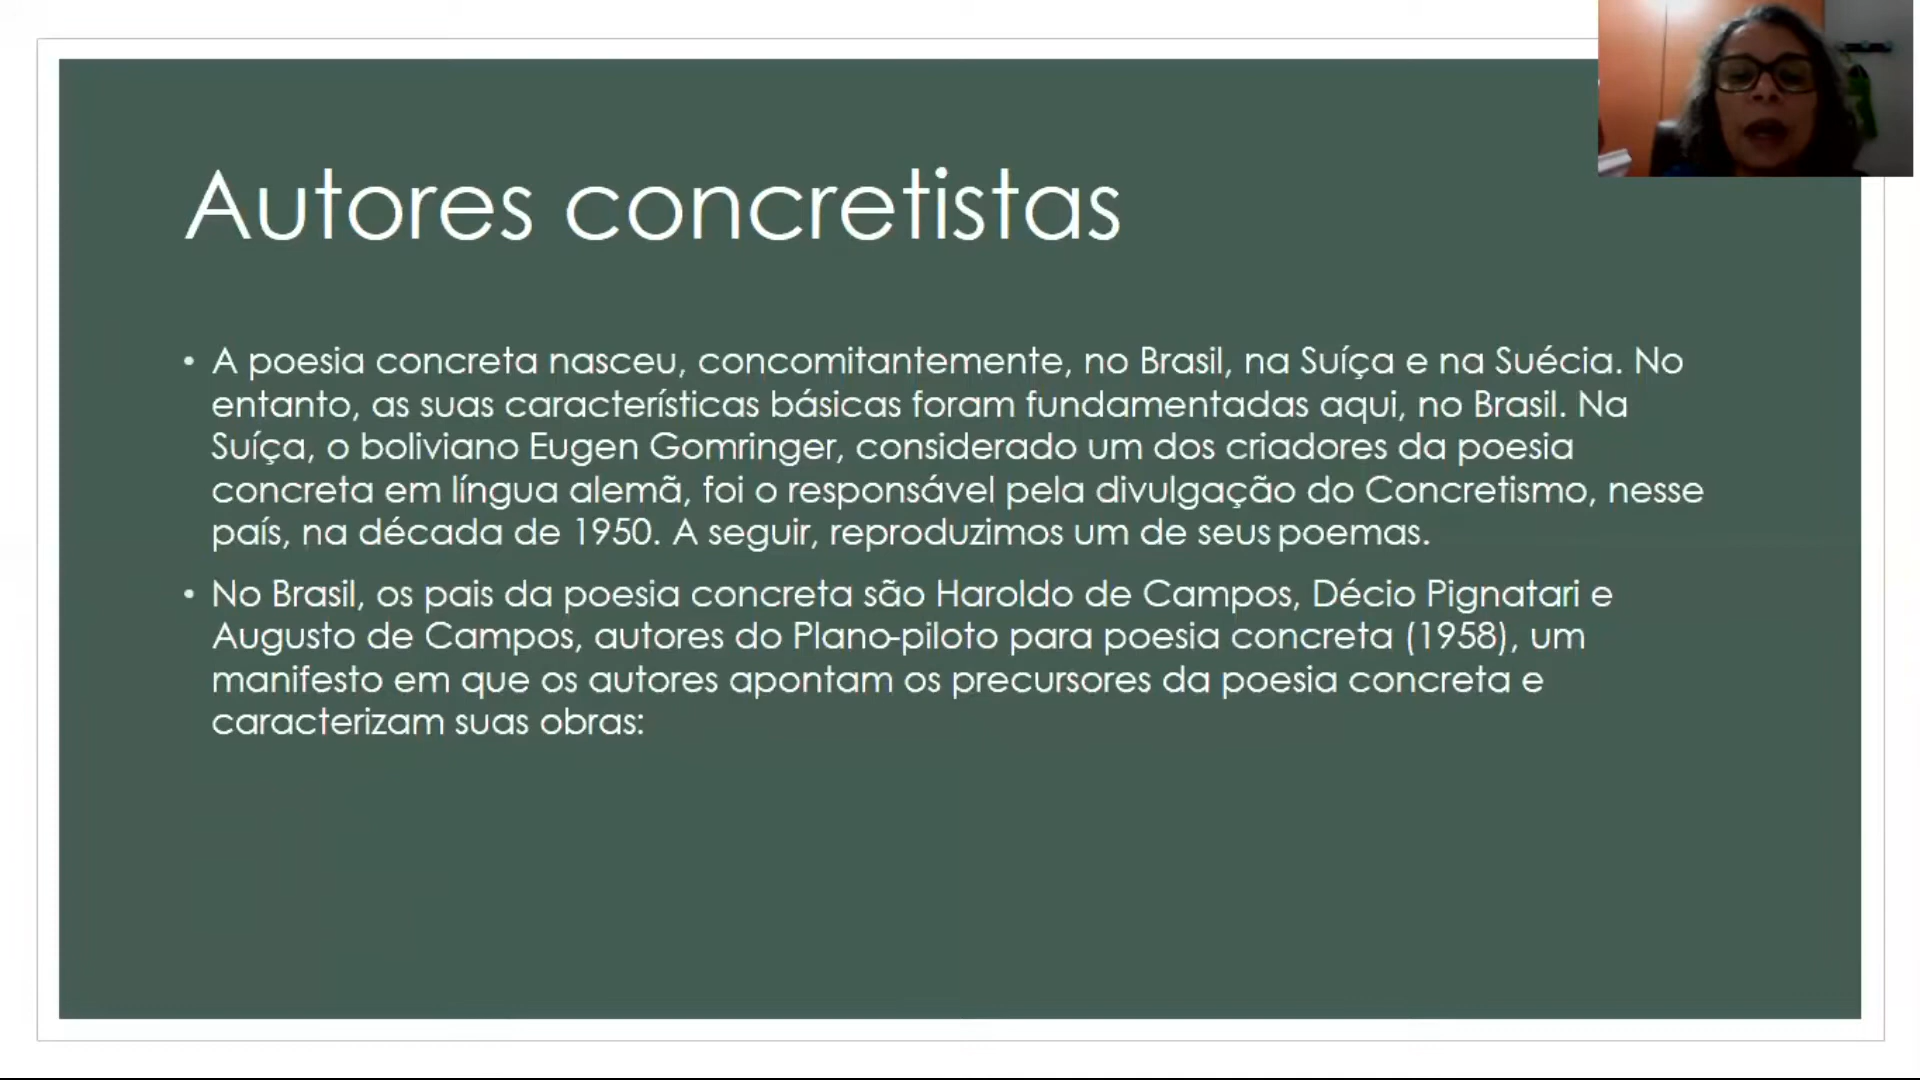 Autores concretistas
• A poesia concreta nasceu, concomitantemente, no Brasil, na Suíça e na Suécia. No
entanto, as suas características básicas foram fundamentadas aqui, no Brasil. Na
Suíça, o boliviano Eugen Gomringer, considerado um dos criadores da poesia
concreta em língua alemã, foi o responsável pela divulgação do Concretismo, nesse
país, na década de 1950. A seguir, reproduzimos um de seus poemas.
• No Brasil, os pais da poesia concreta são Haroldo de Campos, Décio Pignatari e
Augusto de Campos, autores do Plano-piloto para poesia concreta (1958), um
manifesto em que os autores apontam os precursores da poesia concreta e
caracterizam suas obras: